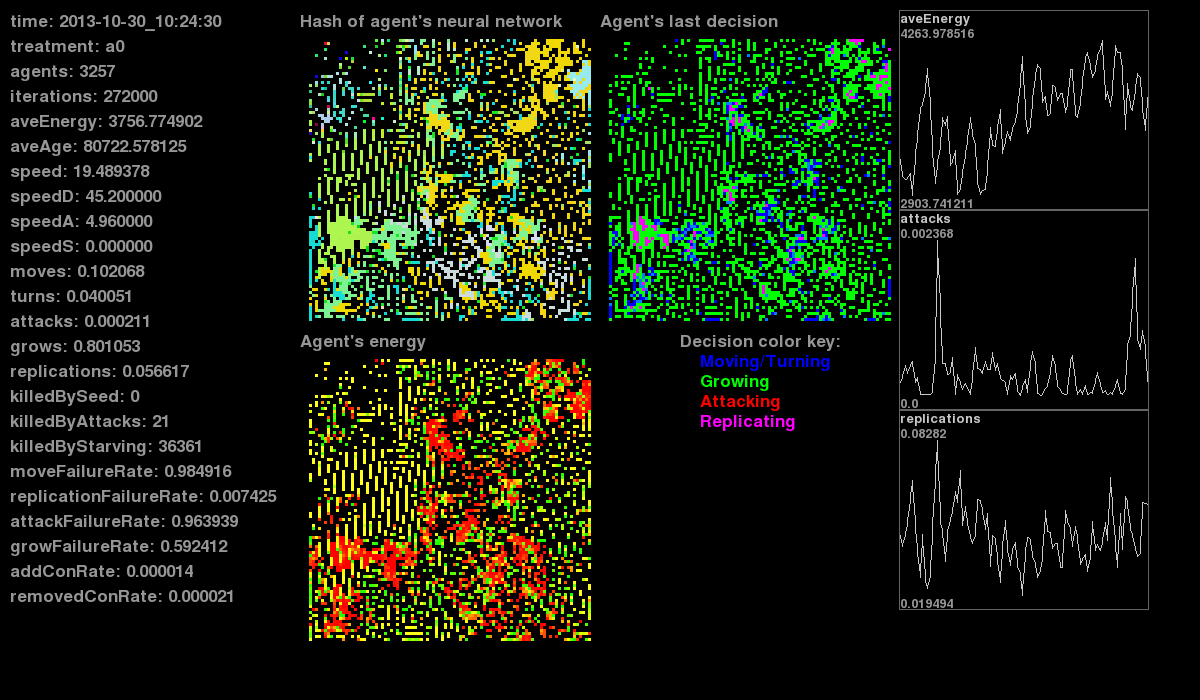 time: 2013-10-30_10:24:30
treatment: a0
agents: 3257
iterations: 272000
aveEnergy: 3756.774902
aveAge: 80722.578125
speed: 19.489378
speedD: 45.200000
speedA: 4.960000
speedS: 0.000000
moves: 0.102068
turns: 0.040051
attacks: 0.000211
grows: 0.801053
replications: 0.056617
killedBySeed: 0
killedByAttacks: 21
killedByStarving: 36361
moveFailureRate: 0.984916
replicationFailureRate: 0.007425
attackFailureRate: 0.963939
growFailureRate: 0.592412
addConRate: 0.000014
removedConRate: 0.000021
Hash of agent's neural network
Agent's last decision
Agent's energy
Decision color key:
Moving/Turning
Growing
Attacking
Replicating
aveEnergy
4263.978516
2903.741211
attacks
0.002368
0.0
replications
0.08282
0.019494